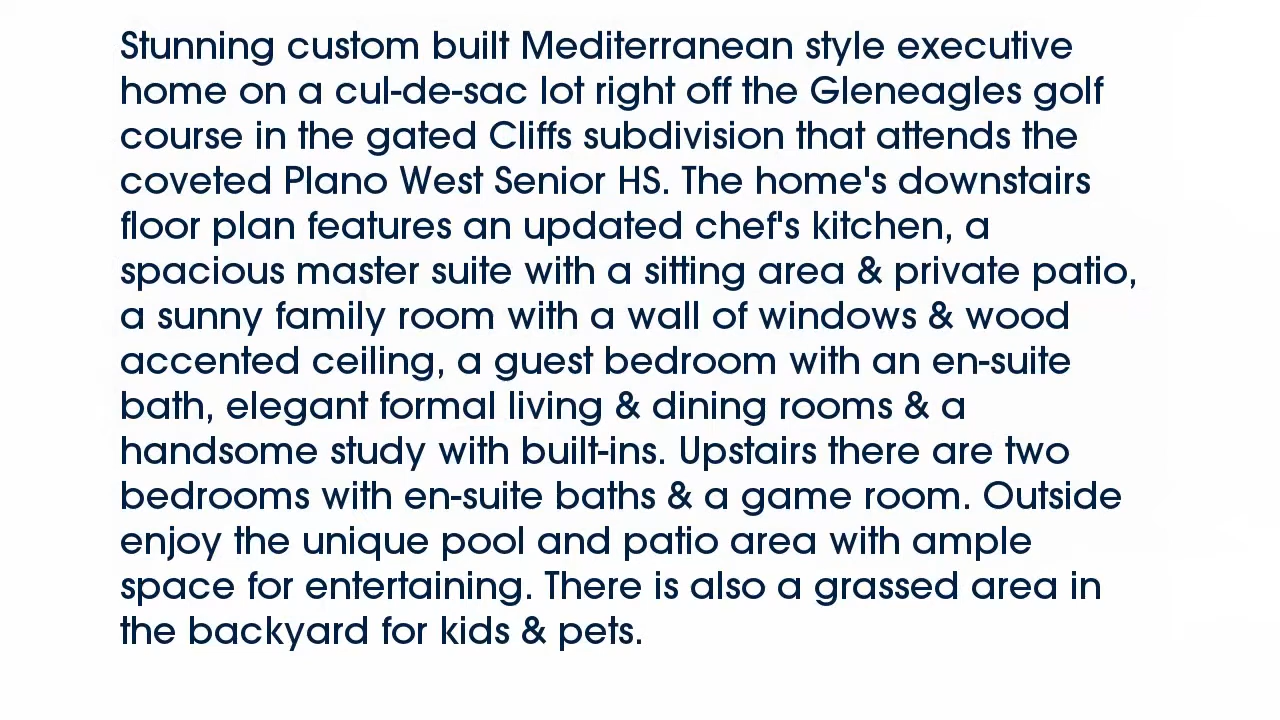 Stunning custom built Mediterranean style executive
home on a cul-de-sac lot right off the Gleneagles golf
course in the gated Cliffs subdivision that attends the
coveted Plano West Senior HS. The home's downstairs
floor plan features an updated chef's kitchen, a
spacious master suite with a sitting area & private patio,
a sunny family room with a wall of windows & wood
accented ceiling, a guest bedroom with an en-suite
bath, elegant formal living & dining rooms & a
handsome study with built-ins. Upstairs there are two
bedrooms with en-suite baths & a game room. Outside
enjoy the unique pool and patio area with ample
space for entertaining. There is also a grassed area in
the backyard for kids & pets.